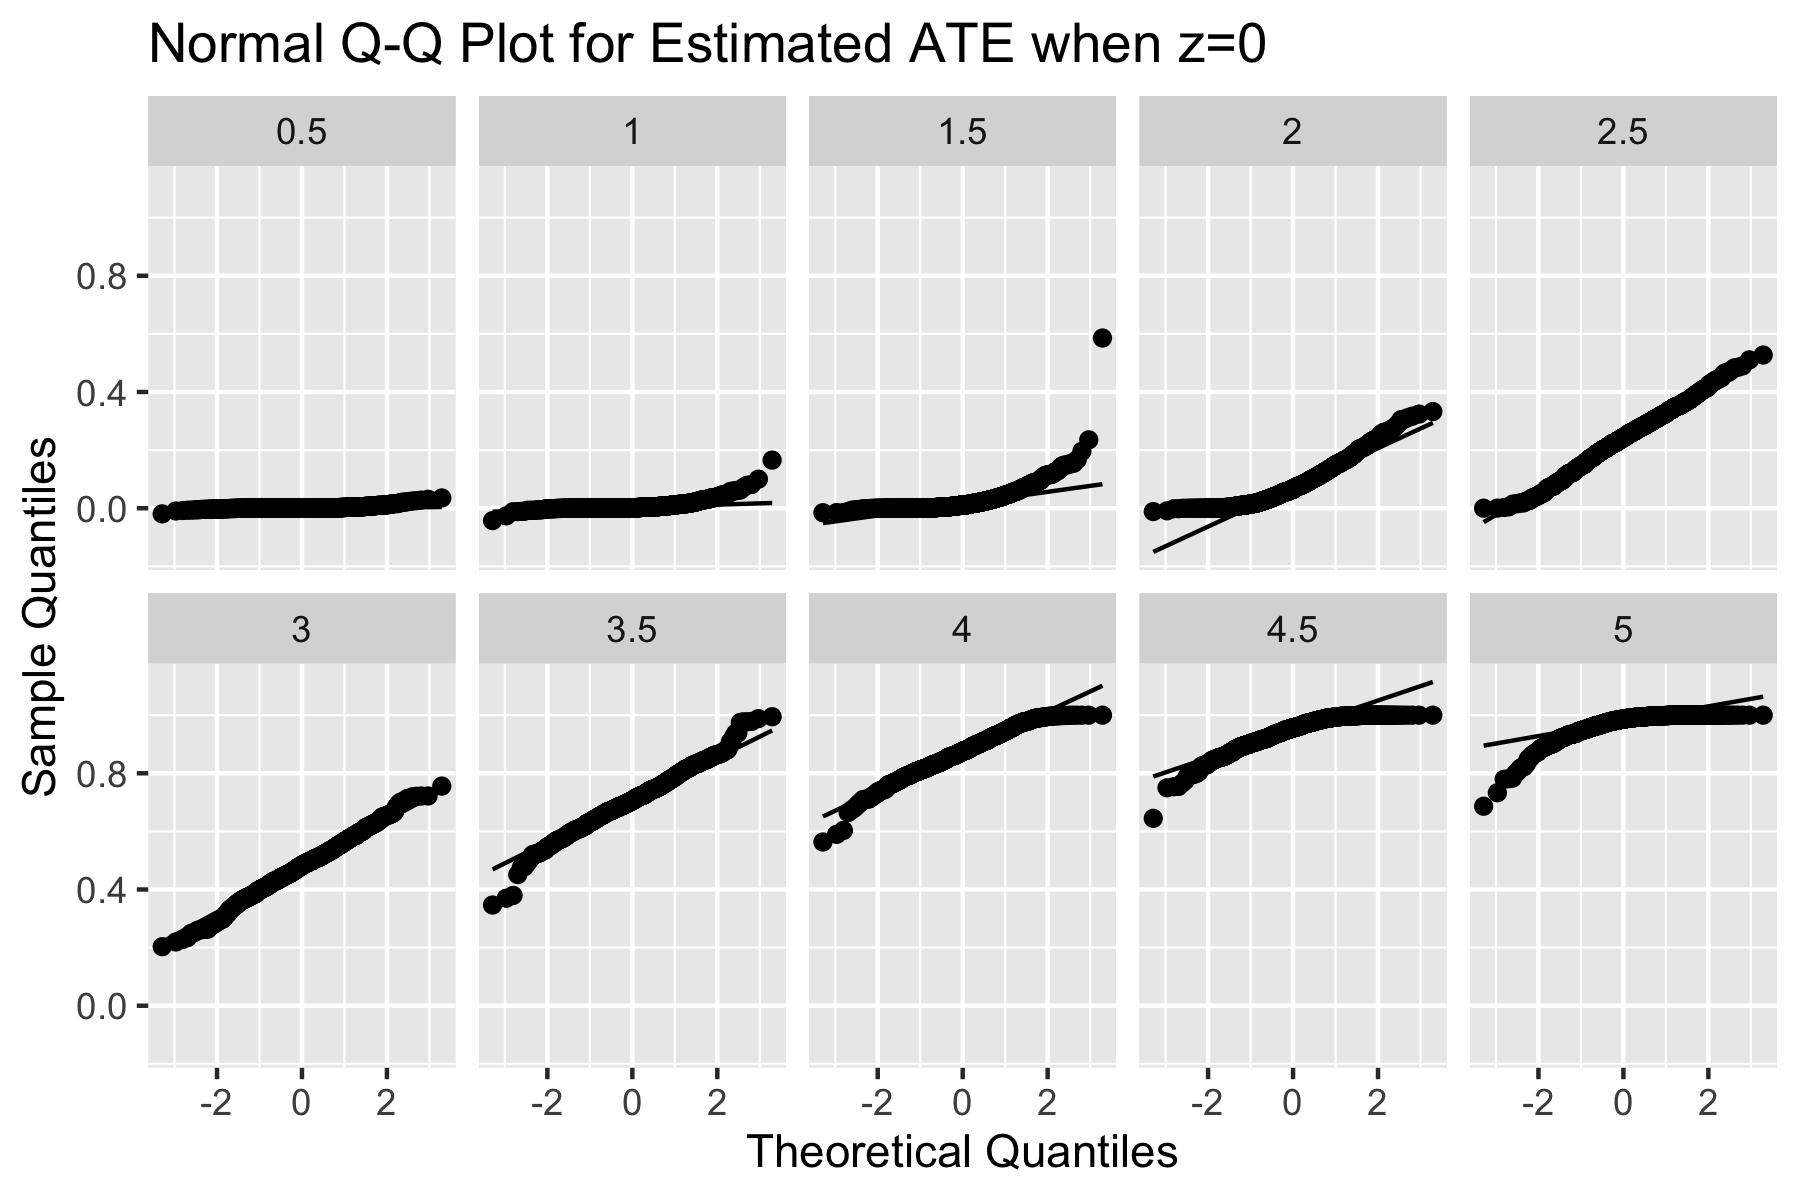 Normal Q-Q Plot for Estimated ATE when z=0
0.5 1 1.5 2 2.5
0.8
0.4
0.0
3 3.5 4 4.5 5
0.8
0.4
0.0
Sample Quantiles
-2 0 2 -2 0 2 -2 0 2 -2 0 2 -2 0 2
Theoretical Quantiles